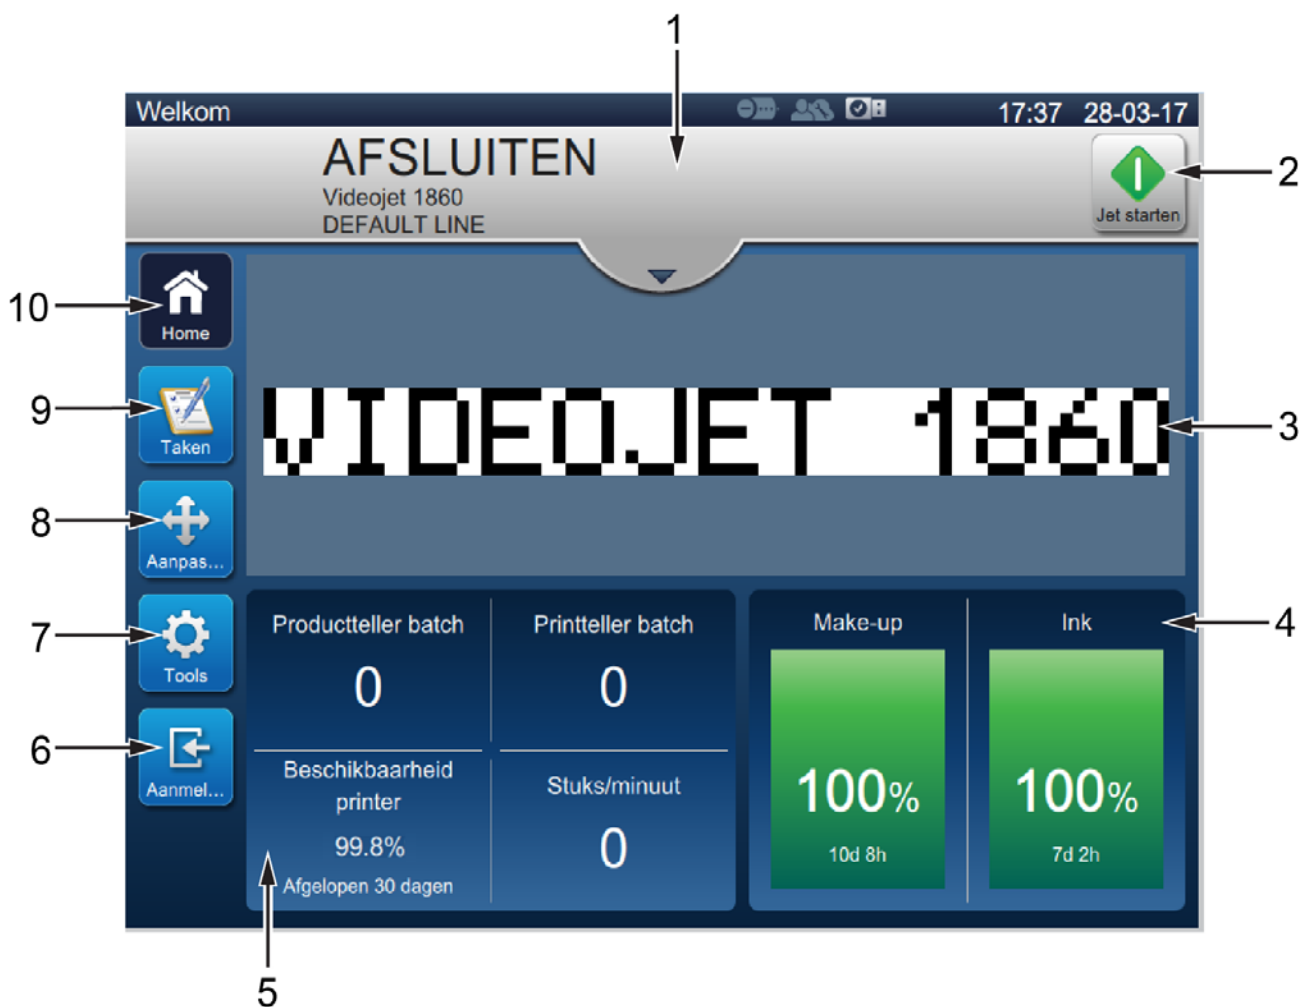 1
Welkom 17:37 28-03-17
AFSLUITEN
Videojet 1860
DEFAULT LINE
Jet starten
2
10
Home
9
Taken
VIDEOJET 1860
3
8
Aanpas...
7
Tools
6
Aanmel...
Productteller batch
0
Printteller batch
0
Beschikbaarheid
printer
99.8%
Afgelopen 30 dagen
Stuks/minuut
0
Make-up
100%
10d 8h
Ink
100%
7d 2h
4
5